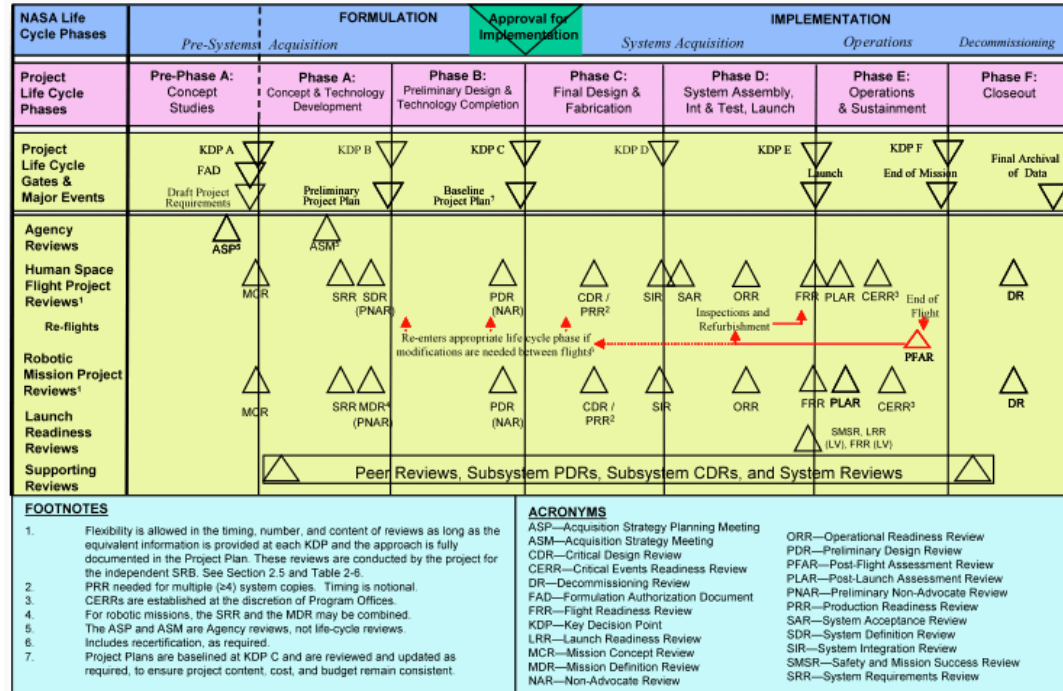 NASA Life
Cycle Phases
FORMULATION
Approval for
Implementation
IMPLEMENTATION
Pre-Systems Acquisition
Systems Acquisition
Operations
Decommissioning
Project
Life Cycle
Phases
Pre-Phase A:
Concept
Studies
Phase A:
Concept & Technology
Development
Phase B:
Preliminary Design &
Technology Completion
Phase C:
Final Design &
Fabrication
Phase D:
System Assembly,
Int & Test, Launch
Phase E:
Operations
& Sustainment
Phase F:
Closeout
Project
Life Cycle
Gates &
Major Events
KDP A
FAD
Draft Project
Requirements
KDP B
Preliminary
Project Plan
KDP C
Baseline
Project Plan⁷
KDP D
KDP E
Launch
KDP F
End of Mission
Final Archival
of Data
Agency
Reviews
ASP⁵
ASM⁵
Human Space
Flight Project
Reviews¹
MCR
SRR
SDR
(PNAR)
PDR
(NAR)
CDR /
PRR²
SIR
SAR
ORR
FRR
PLAR
CERR³
DR
Re-flights
Re-enters appropriate life cycle phase if
modifications are needed between flights⁶
Inspections and
Refurbishment
End of
Flight
PFAR
Robotic
Mission Project
Reviews¹
MCR
SRR
MDR⁴
(PNAR)
PDR
(NAR)
CDR /
PRR²
SIR
ORR
FRR
PLAR
CERR³
DR
Launch
Readiness
Reviews
SMSR, LRR
(LV), FRR (LV)
Supporting
Reviews
Peer Reviews, Subsystem PDRs, Subsystem CDRs, and System Reviews
FOOTNOTES
1. Flexibility is allowed in the timing, number, and content of reviews as long as the
equivalent information is provided at each KDP and the approach is fully
documented in the Project Plan. These reviews are conducted by the project for
the independent SRB. See Section 2.5 and Table 2-6.
2. PRR needed for multiple (≥4) system copies. Timing is notional.
3. CERRs are established at the discretion of Program Offices.
4. For robotic missions, the SRR and the MDR may be combined.
5. The ASP and ASM are Agency reviews, not life-cycle reviews.
6. Includes recertification, as required.
7. Project Plans are baselined at KDP C and are reviewed and updated as
required, to ensure project content, cost, and budget remain consistent.
ACRONYMS
ASP—Acquisition Strategy Planning Meeting
ASM—Acquisition Strategy Meeting
CDR—Critical Design Review
CERR—Critical Events Readiness Review
DR—Decommissioning Review
FAD—Formulation Authorization Document
FRR—Flight Readiness Review
KDP—Key Decision Point
LRR—Launch Readiness Review
MCR—Mission Concept Review
MDR—Mission Definition Review
NAR—Non-Advocate Review
ORR—Operational Readiness Review
PDR—Preliminary Design Review
PFAR—Post-Flight Assessment Review
PLAR—Post-Launch Assessment Review
PNAR—Preliminary Non-Advocate Review
PRR—Production Readiness Review
SAR—System Acceptance Review
SDR—System Definition Review
SIR—System Integration Review
SMSR—Safety and Mission Success Review
SRR—System Requirements Review